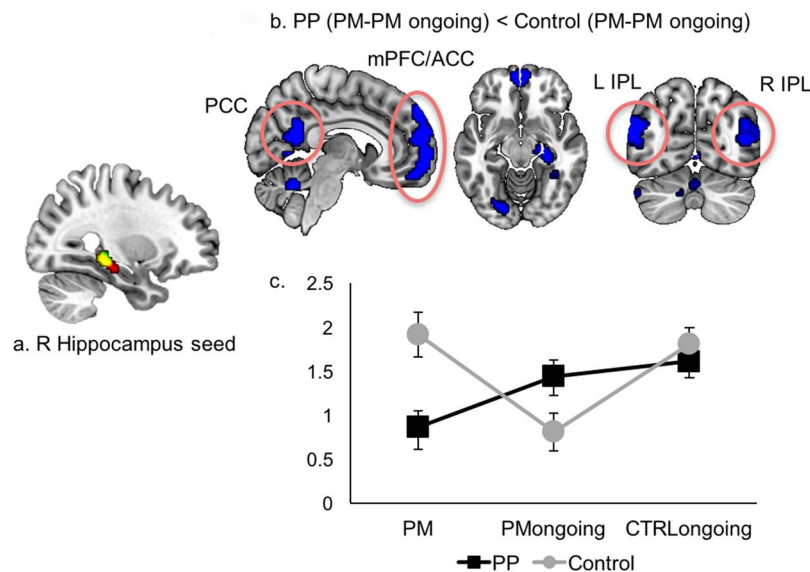 b. PP (PM-PM ongoing) < Control (PM-PM ongoing)
mPFC/ACC
PCC
L IPL
R IPL
a. R Hippocampus seed
c.
2.5
2
1.5
1
0.5
0
PM
PMongoing
CTRLongoing
PP
Control